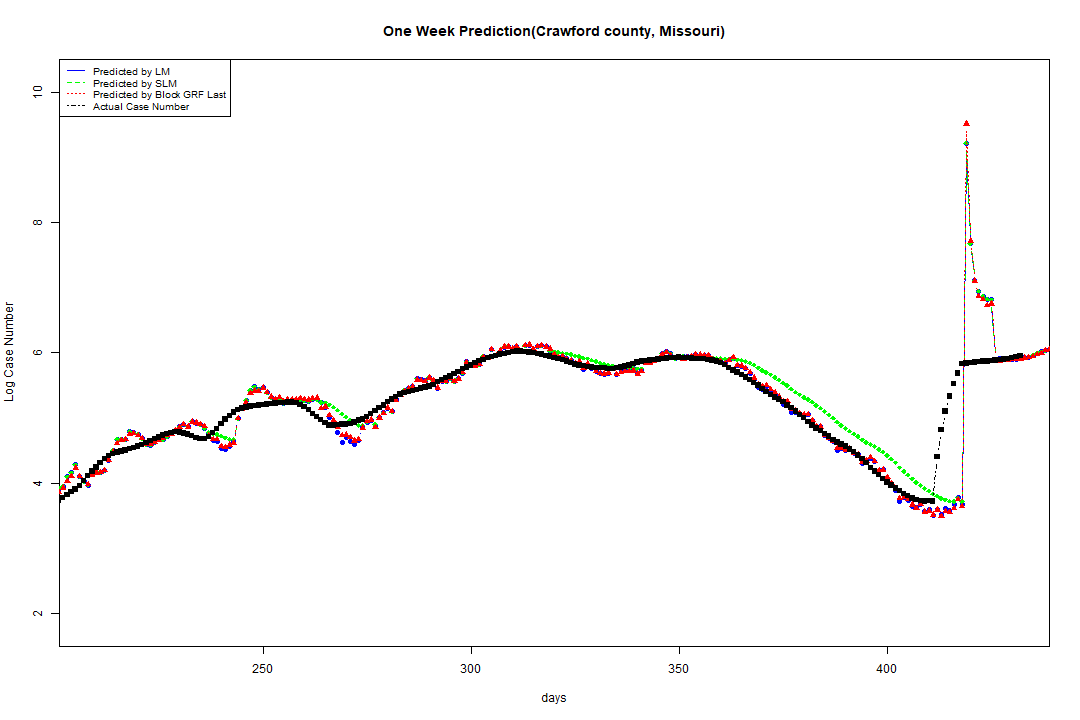 One Week Prediction(Crawford county, Missouri)
Predicted by LM
Predicted by SLM
Predicted by Block GRF Last
Actual Case Number
10
8
6
4
2
Log Case Number
250 300 350 400
days